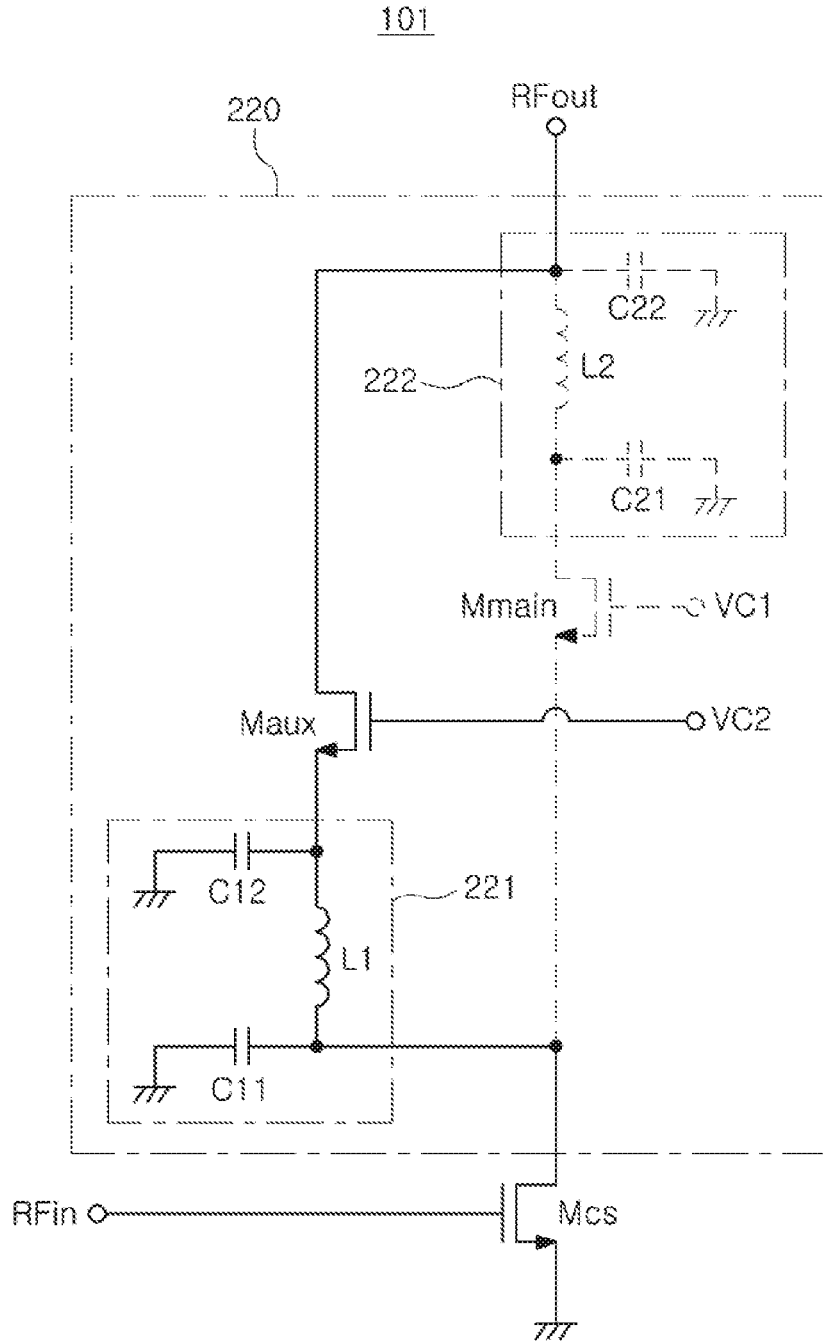 101
RFout
220
C22
L2
222
C21
Mmain
VC1
Maux
VC2
C12
221
L1
C11
RFin
Mcs